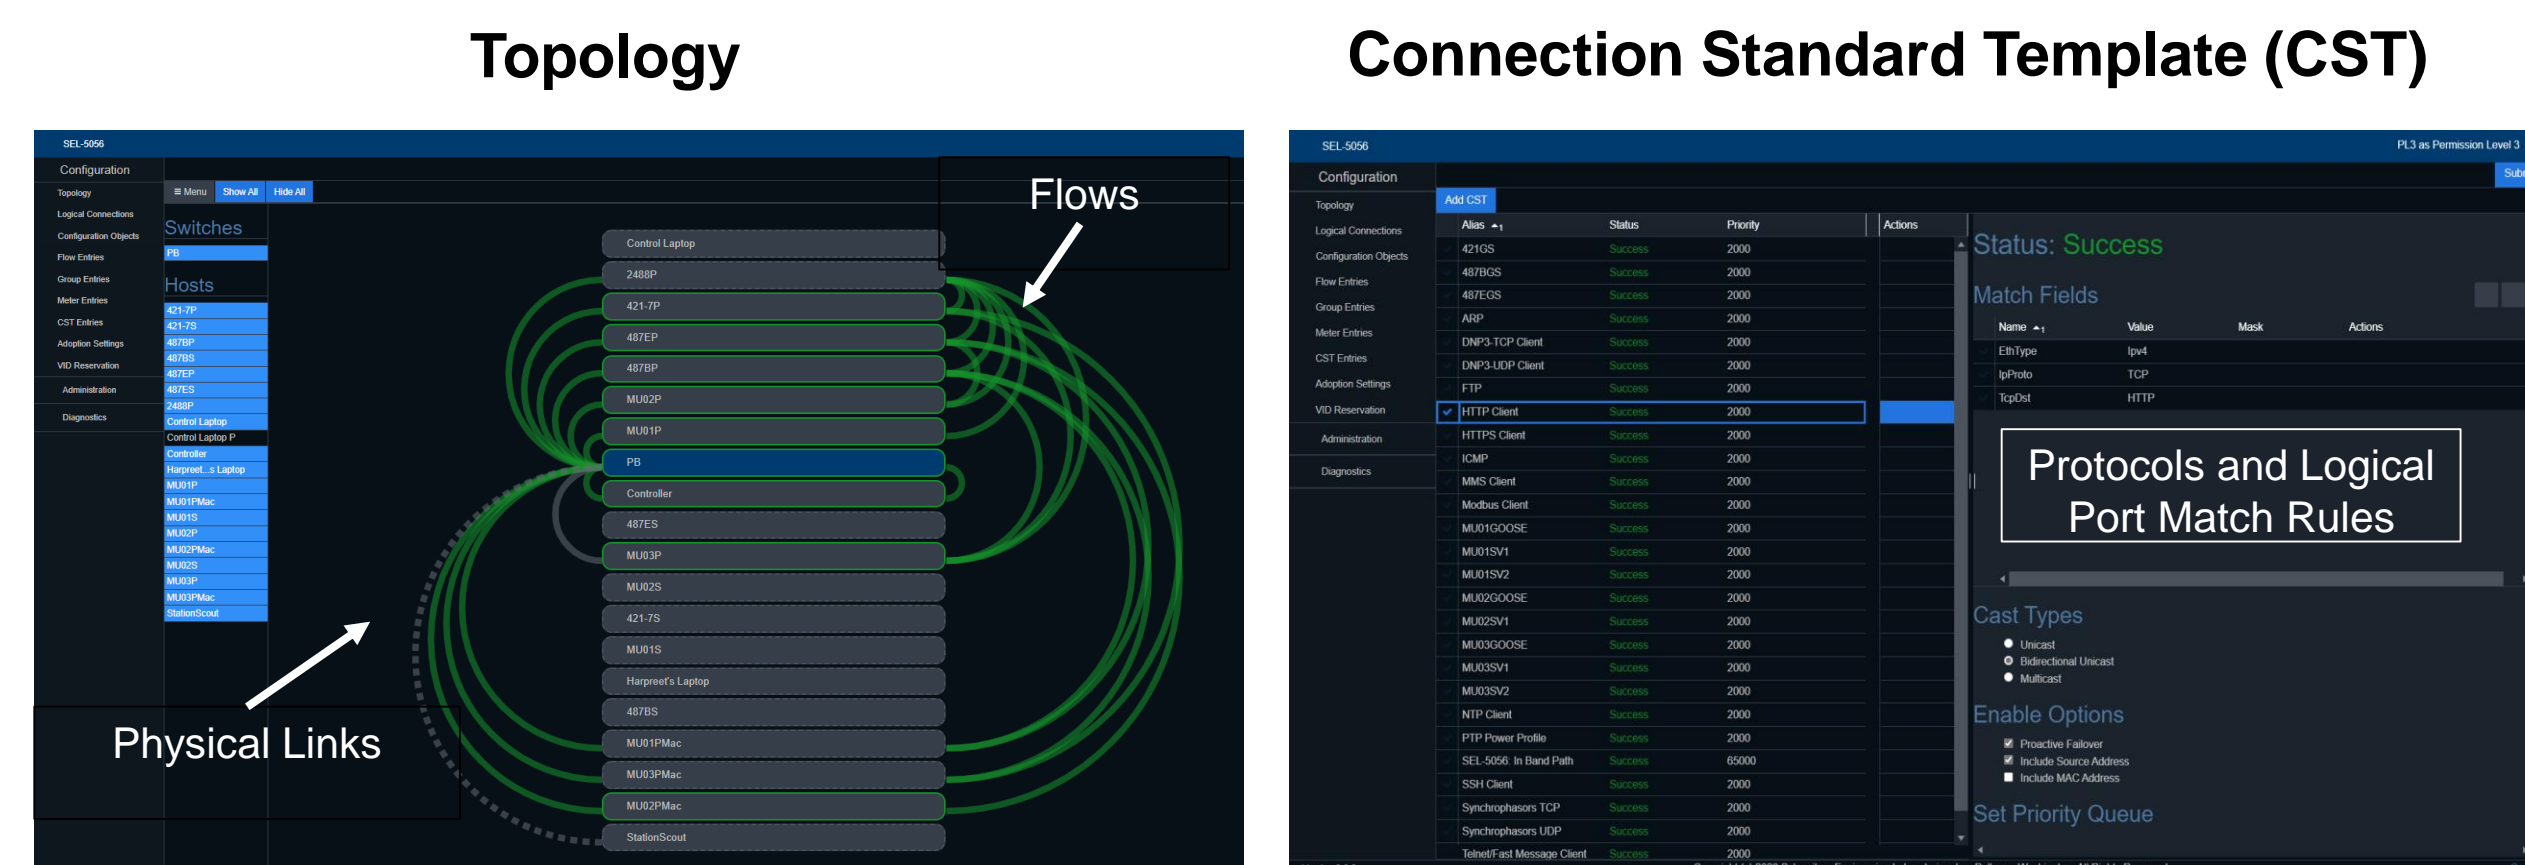 Topology
Connection Standard Template (CST)
SEL-5056
Configuration
Topology
Logical Connections
Configuration Objects
Flow Entries
Group Entries
Meter Entries
CST Entries
Adoption Settings
VID Reservation
Administration
Diagnostics
≡ Menu Show All Hide All
Switches
PB
Hosts
421-7P
421-7S
487BP
487BS
487EP
487ES
2488P
Control Laptop
Control Laptop P
Controller
Harpreet...s Laptop
MU01P
MU01PMac
MU01S
MU02P
MU02PMac
MU02S
MU03P
MU03PMac
StationScout
Control Laptop
2488P
421-7P
487EP
487BP
MU02P
MU01P
PB
Controller
487ES
MU03P
MU02S
421-7S
MU01S
Harpreet's Laptop
487BS
MU01PMac
MU03PMac
MU02PMac
StationScout
Flows
Physical Links
SEL-5056
PL3 as Permission Level 3
Configuration
Topology
Logical Connections
Configuration Objects
Flow Entries
Group Entries
Meter Entries
CST Entries
Adoption Settings
VID Reservation
Administration
Diagnostics
Add CST
Alias 1 Status Priority Actions
421GS Success 2000
487BGS Success 2000
487EGS Success 2000
ARP Success 2000
DNP3-TCP Client Success 2000
DNP3-UDP Client Success 2000
FTP Success 2000
HTTP Client Success 2000
HTTPS Client Success 2000
ICMP Success 2000
MMS Client Success 2000
Modbus Client Success 2000
MU01GOOSE Success 2000
MU01SV1 Success 2000
MU01SV2 Success 2000
MU02GOOSE Success 2000
MU02SV1 Success 2000
MU03GOOSE Success 2000
MU03SV1 Success 2000
MU03SV2 Success 2000
NTP Client Success 2000
PTP Power Profile Success 2000
SEL-5056: In Band Path Success 65000
SSH Client Success 2000
Synchrophasors TCP Success 2000
Synchrophasors UDP Success 2000
Telnet/Fast Message Client Success 2000
Sub
Status: Success
Match Fields
Name 1 Value Mask Actions
EthType Ipv4
IpProto TCP
TcpDst HTTP
Protocols and Logical
Port Match Rules
Cast Types
Unicast
Bidirectional Unicast
Multicast
Enable Options
Proactive Failover
Include Source Address
Include MAC Address
Set Priority Queue